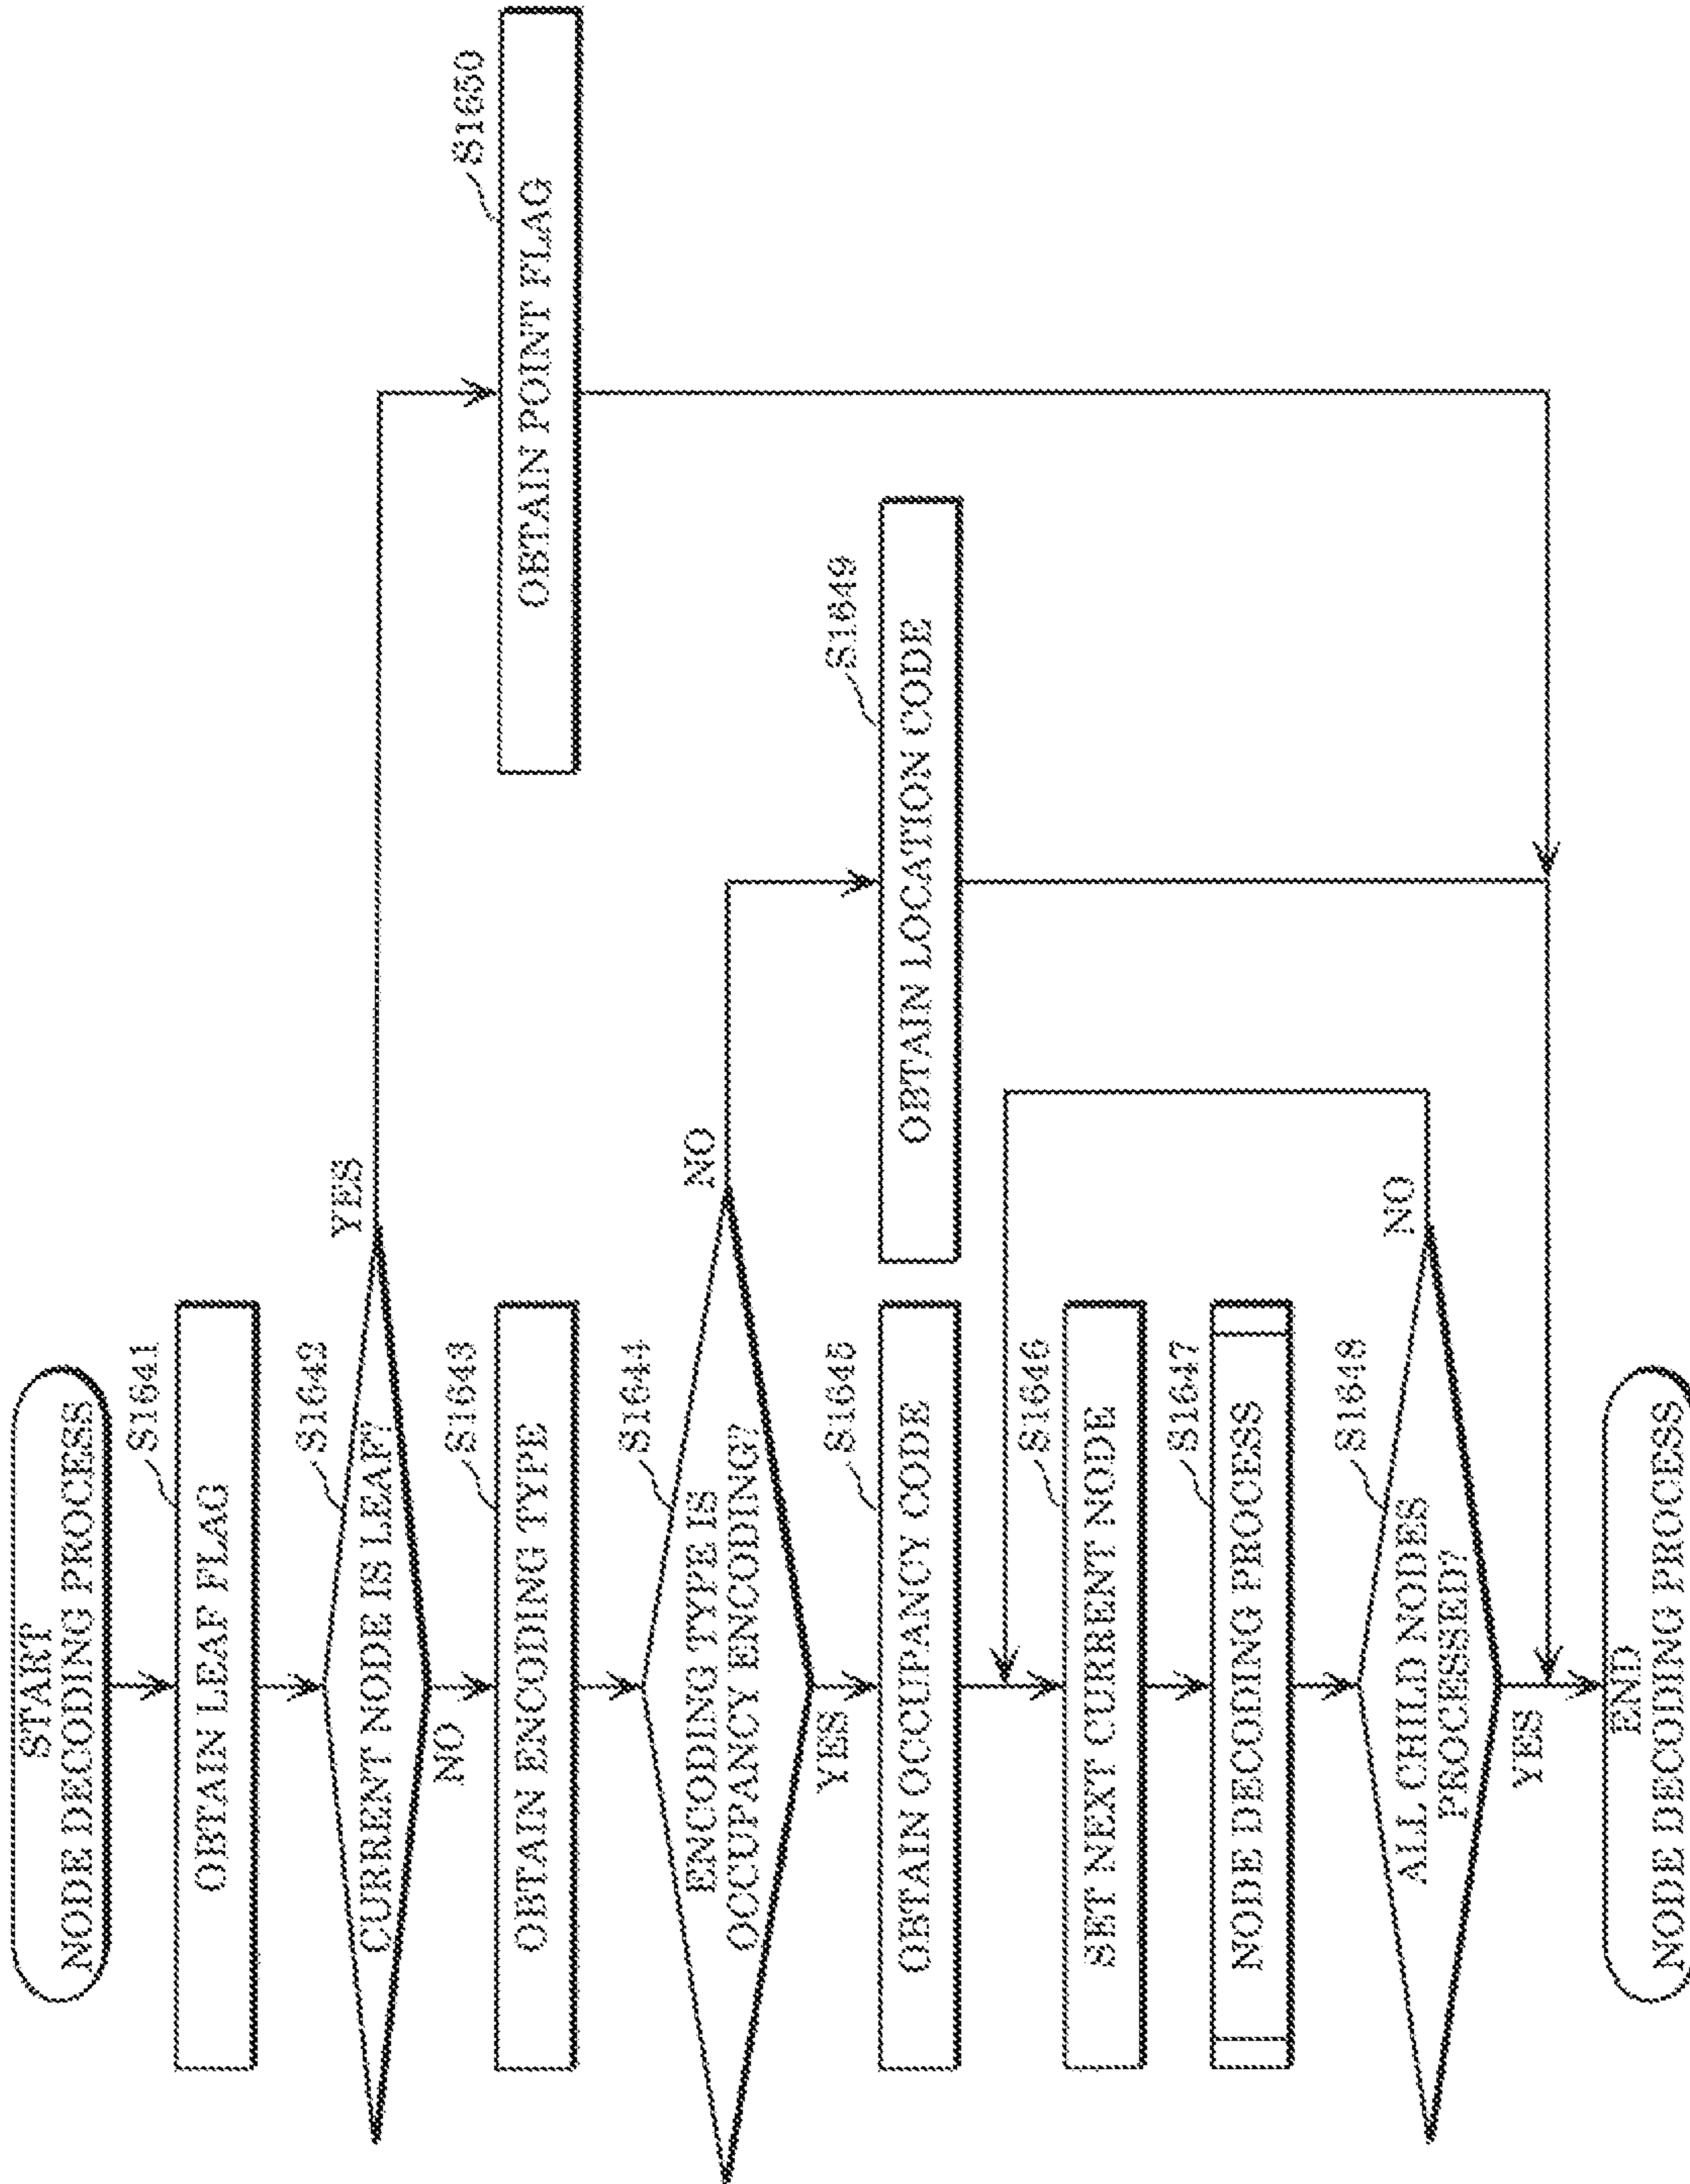 START
NODE DECODING PROCESS
S1641
OBTAIN LEAF FLAG
S1642
CURRENT NODE IS LEAF?
YES
NO
S1643
OBTAIN ENCODING TYPE
S1650
OBTAIN POINT FLAG
S1644
ENCODING TYPE IS
OCCUPANCY ENCODING?
NO
YES
S1645
OBTAIN OCCUPANCY CODE
S1649
OBTAIN LOCATION CODE
S1646
SET NEXT CURRENT NODE
S1647
NODE DECODING PROCESS
S1648
ALL CHILD NODES
PROCESSED?
NO
YES
END
NODE DECODING PROCESS